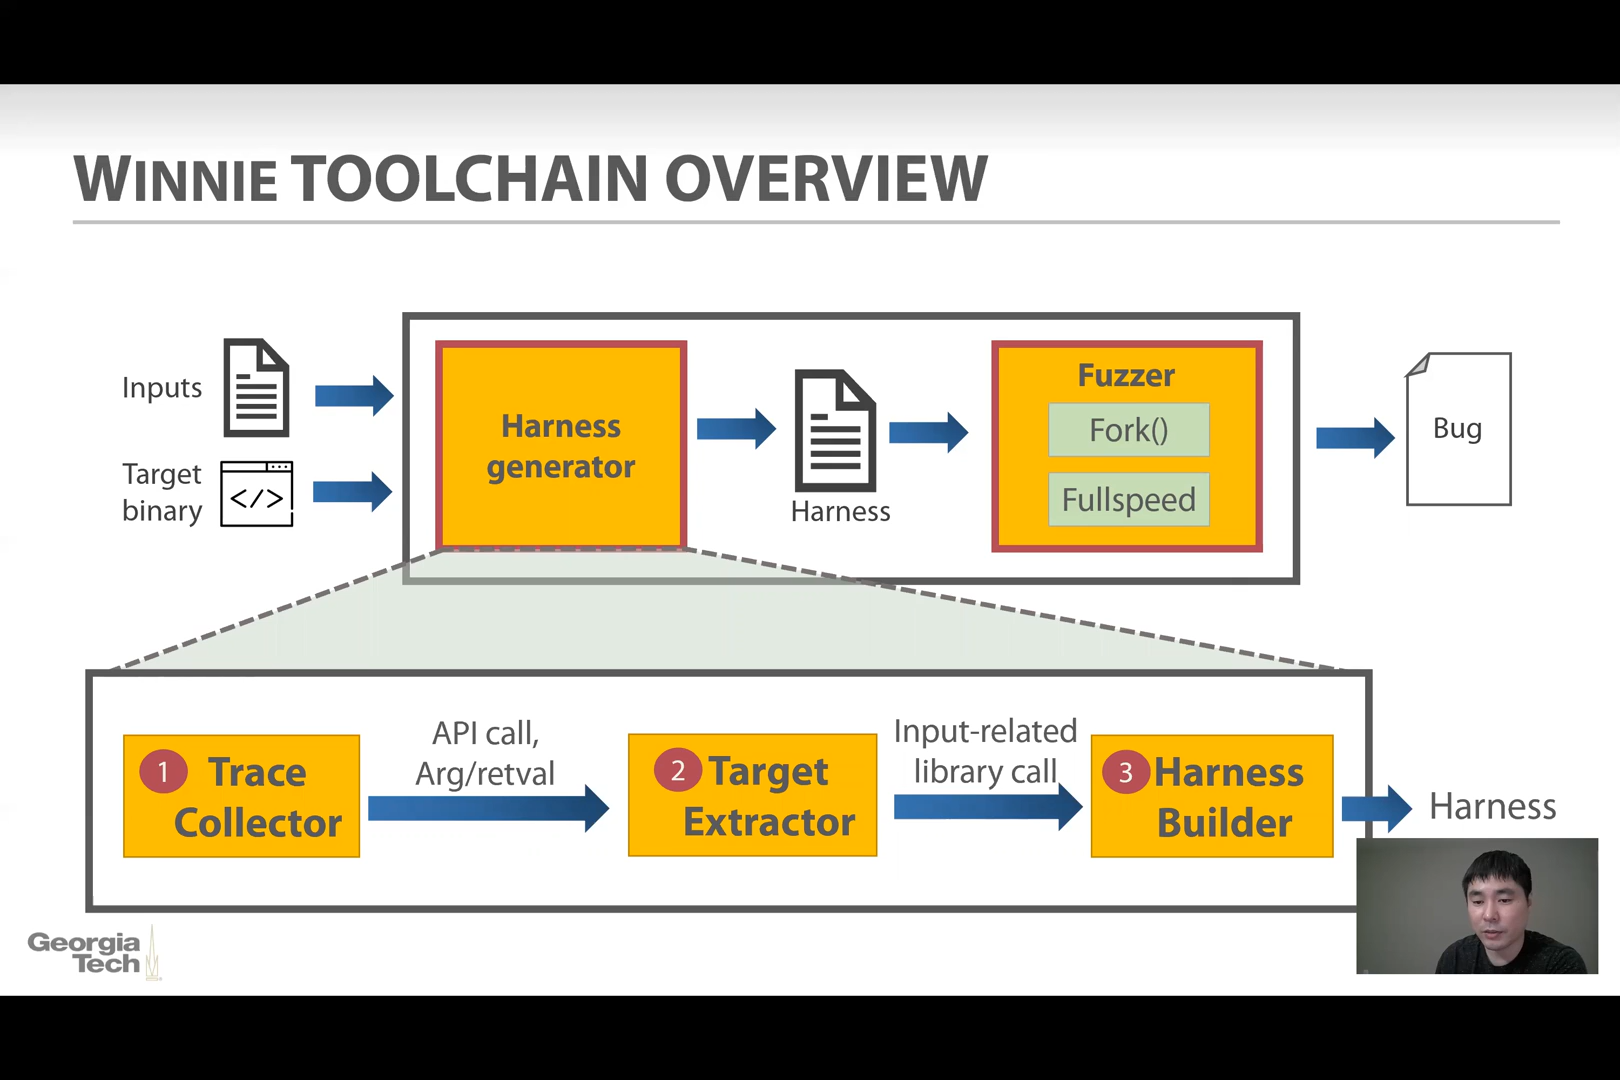 WINNIE TOOLCHAIN OVERVIEW
Inputs
Target
binary
</>
Harness
generator
Harness
Fuzzer
Fork()
Fullspeed
Bug
1 Trace
Collector
API call,
Arg/retval
2 Target
Extractor
Input-related
library call
3 Harness
Builder
Harness
Georgia
Tech